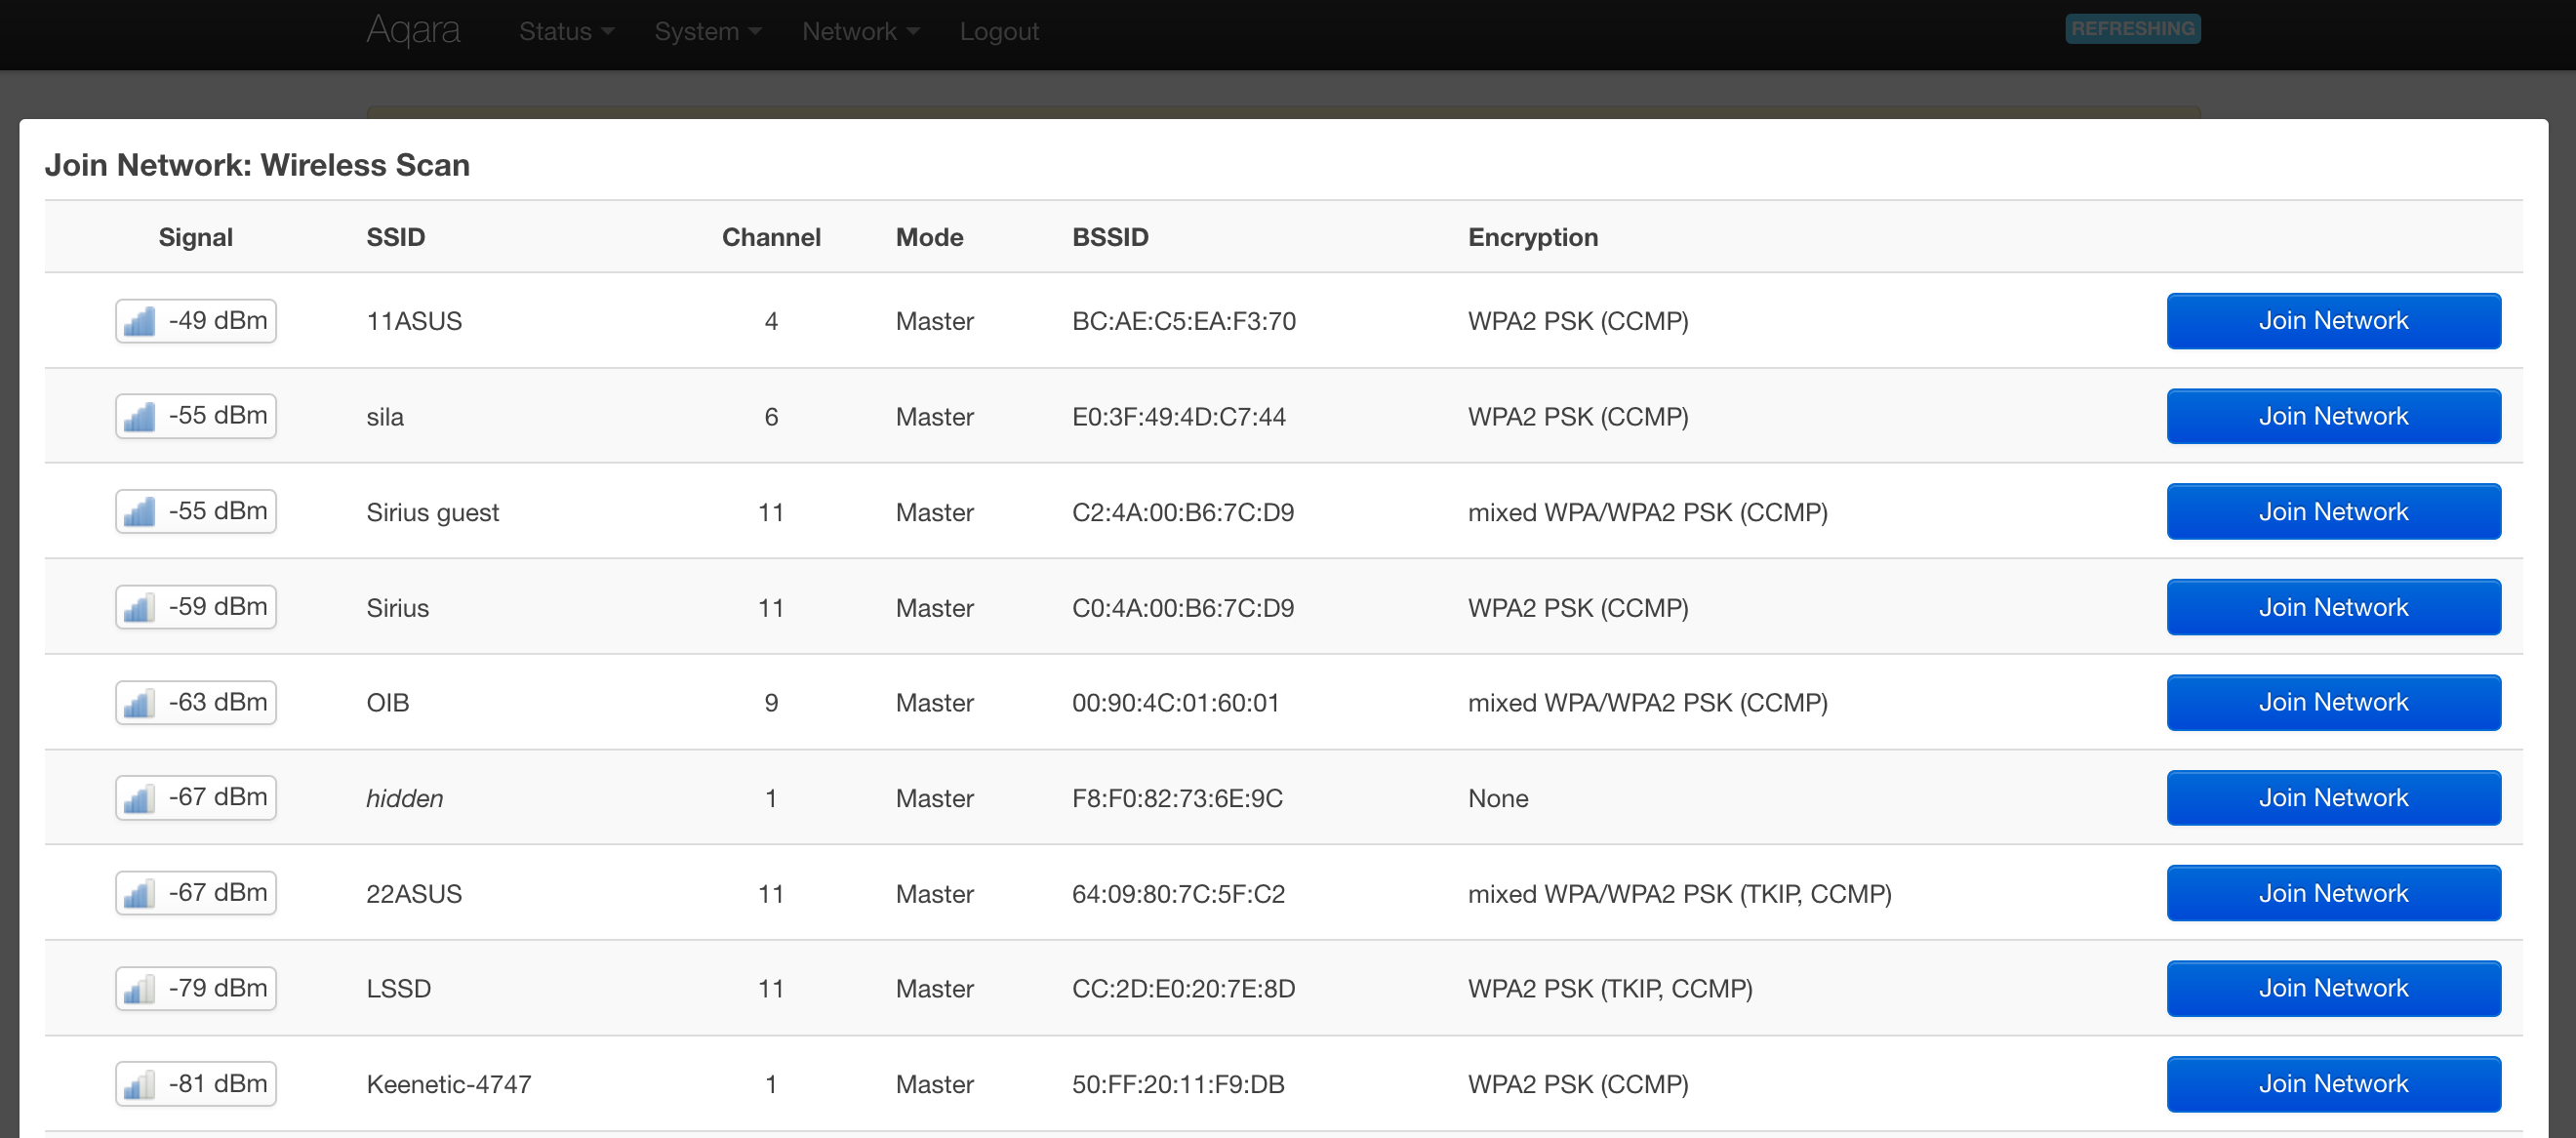 Aqara Status System Network Logout REFRESHING
Join Network: Wireless Scan
Signal SSID Channel Mode BSSID Encryption
-49 dBm 11ASUS 4 Master BC:AE:C5:EA:F3:70 WPA2 PSK (CCMP) Join Network
-55 dBm sila 6 Master E0:3F:49:4D:C7:44 WPA2 PSK (CCMP) Join Network
-55 dBm Sirius guest 11 Master C2:4A:00:B6:7C:D9 mixed WPA/WPA2 PSK (CCMP) Join Network
-59 dBm Sirius 11 Master C0:4A:00:B6:7C:D9 WPA2 PSK (CCMP) Join Network
-63 dBm OIB 9 Master 00:90:4C:01:60:01 mixed WPA/WPA2 PSK (CCMP) Join Network
-67 dBm hidden 1 Master F8:F0:82:73:6E:9C None Join Network
-67 dBm 22ASUS 11 Master 64:09:80:7C:5F:C2 mixed WPA/WPA2 PSK (TKIP, CCMP) Join Network
-79 dBm LSSD 11 Master CC:2D:E0:20:7E:8D WPA2 PSK (TKIP, CCMP) Join Network
-81 dBm Keenetic-4747 1 Master 50:FF:20:11:F9:DB WPA2 PSK (CCMP) Join Network